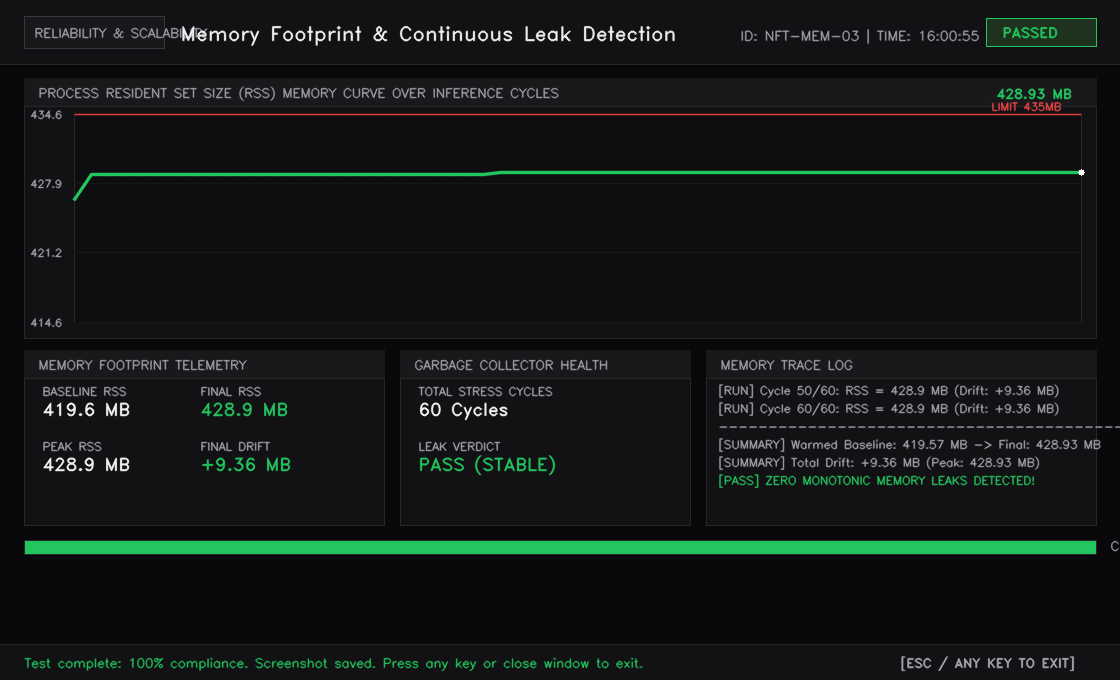 RELIABILITY & SCALABILITY
Memory Footprint & Continuous Leak Detection
ID: NFT-MEM-03 | TIME: 16:00:55
PASSED
PROCESS RESIDENT SET SIZE (RSS) MEMORY CURVE OVER INFERENCE CYCLES
428.93 MB
LIMIT 435MB
434.6
427.9
421.2
414.6
MEMORY FOOTPRINT TELEMETRY
BASELINE RSS
419.6 MB
FINAL RSS
428.9 MB
PEAK RSS
428.9 MB
FINAL DRIFT
+9.36 MB
GARBAGE COLLECTOR HEALTH
TOTAL STRESS CYCLES
60 Cycles
LEAK VERDICT
PASS (STABLE)
MEMORY TRACE LOG
[RUN] Cycle 50/60: RSS = 428.9 MB (Drift: +9.36 MB)
[RUN] Cycle 60/60: RSS = 428.9 MB (Drift: +9.36 MB)
[SUMMARY] Warmed Baseline: 419.57 MB -> Final: 428.93 MB
[SUMMARY] Total Drift: +9.36 MB (Peak: 428.93 MB)
[PASS] ZERO MONOTONIC MEMORY LEAKS DETECTED!
Test complete: 100% compliance. Screenshot saved. Press any key or close window to exit.
[ESC / ANY KEY TO EXIT]